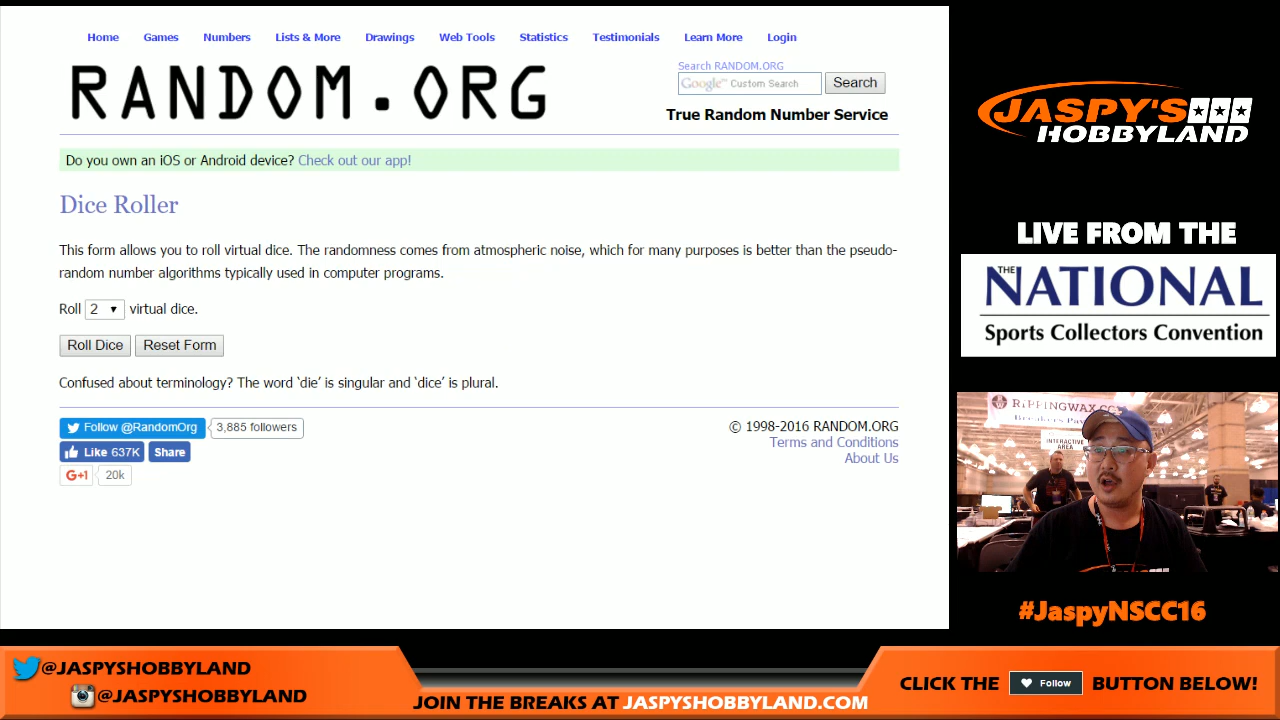 Home Games Numbers Lists & More Drawings Web Tools Statistics Testimonials Learn More Login
RANDOM.ORG
Search RANDOM.ORG
Google™ Custom Search Search
True Random Number Service
Do you own an iOS or Android device? Check out our app!
Dice Roller
This form allows you to roll virtual dice. The randomness comes from atmospheric noise, which for many purposes is better than the pseudo-
random number algorithms typically used in computer programs.
Roll 2 virtual dice.
Roll Dice Reset Form
Confused about terminology? The word ‘die’ is singular and ‘dice’ is plural.
Follow @RandomOrg 3,885 followers
Like 637K Share
G+1 20k
© 1998-2016 RANDOM.ORG
Terms and Conditions
About Us
JASPY'S
HOBBYLAND
LIVE FROM THE
THE NATIONAL
Sports Collectors Convention
RIPPINGWAX.CO
Breakers Pav
INTERACTIVE
AREA
#JaspyNSCC16
@JASPYSHOBBYLAND
@JASPYSHOBBYLAND
JOIN THE BREAKS AT JASPYSHOBBYLAND.COM
CLICK THE Follow BUTTON BELOW!